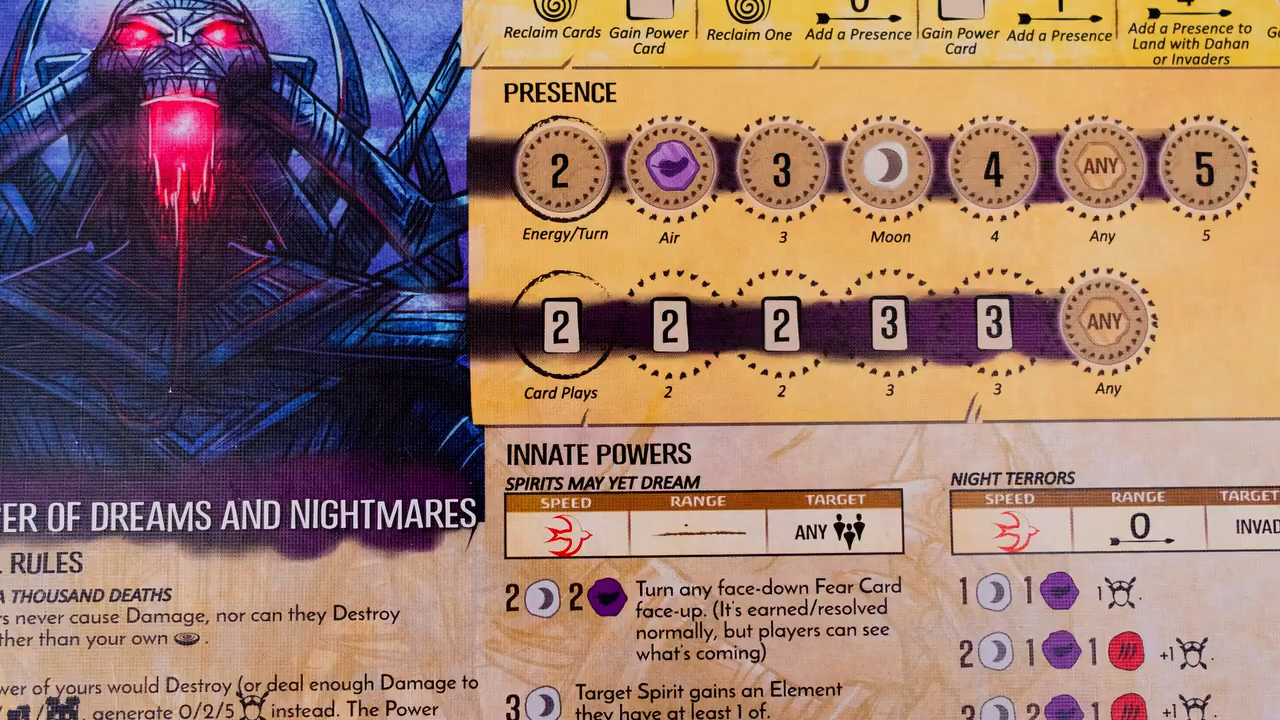 Reclaim Cards
Gain Power Card
Reclaim One
Add a Presence
Gain Power Card
Add a Presence
Add a Presence to Land with Dahan or Invaders
PRESENCE
2 3 4 ANY 5
Energy/Turn Air 3 Moon 4 Any 5
2 2 2 3 3 ANY
Card Plays 2 2 3 3 Any
ER OF DREAMS AND NIGHTMARES
RULES
A THOUSAND DEATHS
rs never cause Damage, nor can they Destroy
ther than your own .
wer of yours would Destroy (or deal enough Damage to
, generate 0/2/5 instead. The Power
INNATE POWERS
SPIRITS MAY YET DREAM
SPEED RANGE TARGET
ANY
2 2 Turn any face-down Fear Card
face-up. (It's earned/resolved
normally, but players can see
what's coming)
3 Target Spirit gains an Element
they have at least 1 of.
NIGHT TERRORS
SPEED RANGE TARGET
0 INVAD
1 1 1 .
2 1 1 +1 .
3 2 1 +1 .